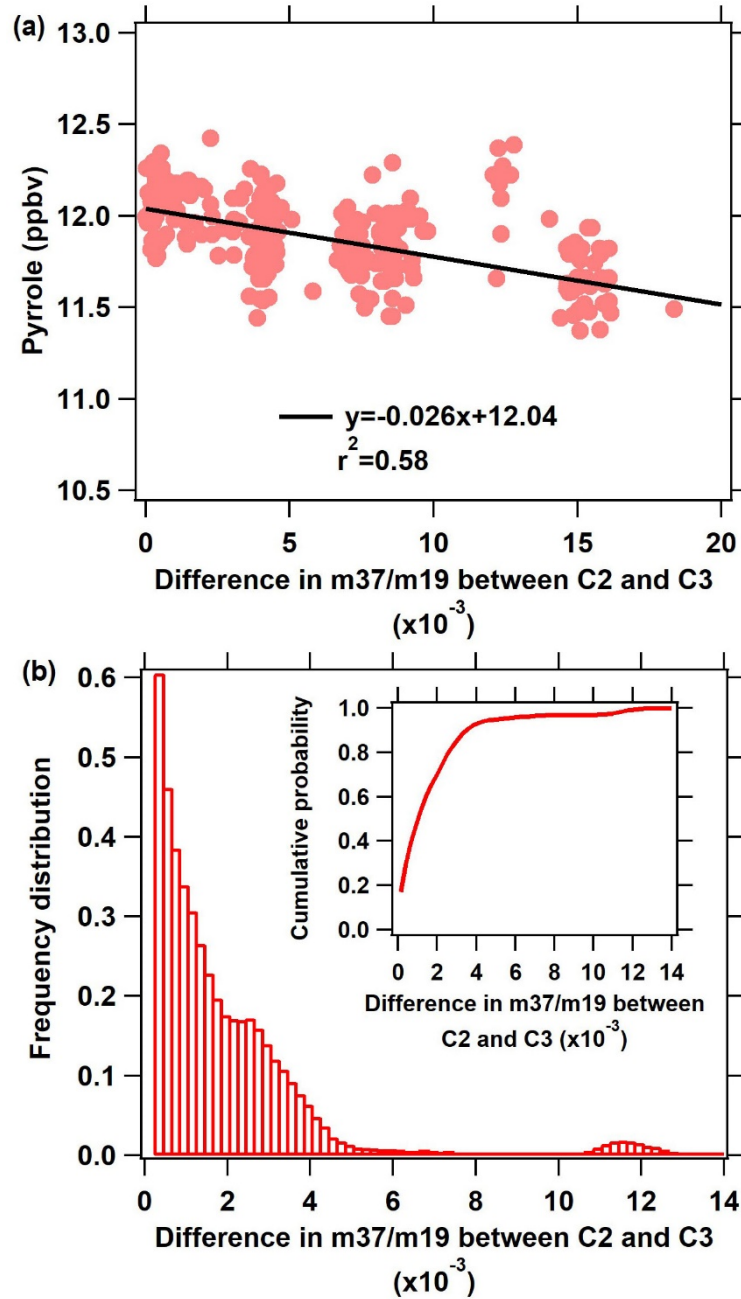 (a)
13.0
12.5
12.0
11.5
11.0
10.5
Pyrrole (ppbv)
y=-0.026x+12.04
r²=0.58
0 5 10 15 20
Difference in m37/m19 between C2 and C3
(x10⁻³)
(b)
0.6
0.5
0.4
0.3
0.2
0.1
0.0
Frequency distribution
1.0
0.8
0.6
0.4
0.2
0.0
Cumulative probability
0 2 4 6 8 10 12 14
Difference in m37/m19 between
C2 and C3 (x10⁻³)
0 2 4 6 8 10 12 14
Difference in m37/m19 between C2 and C3
(x10⁻³)